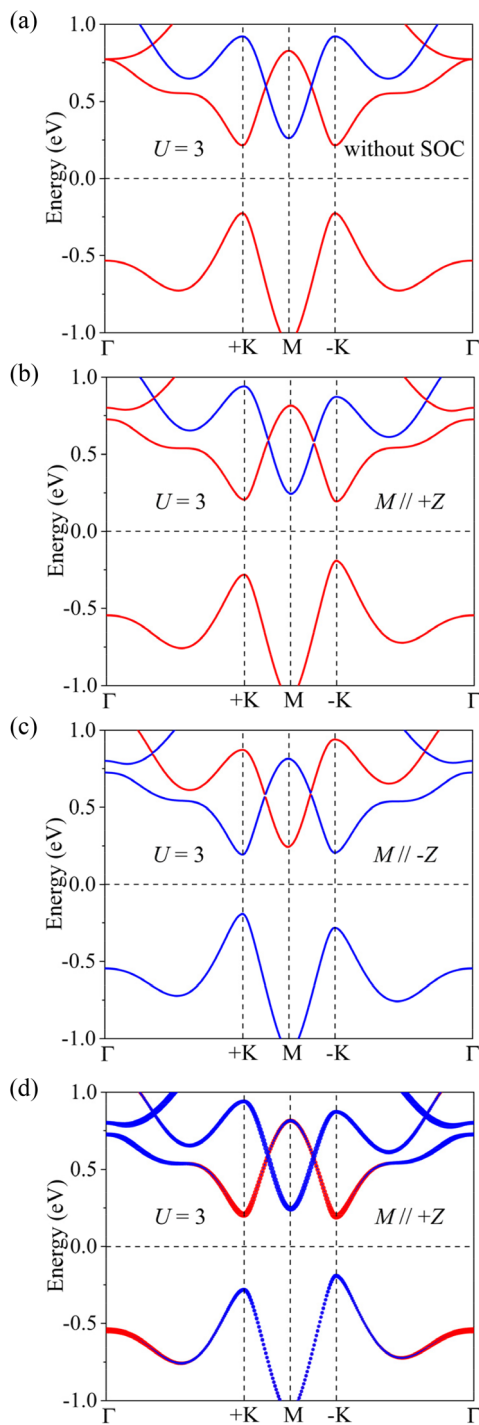 (a)
1.0
0.5
0.0
-0.5
-1.0
Energy (eV)
U = 3
without SOC
Γ +K M -K Γ
(b)
1.0
0.5
0.0
-0.5
-1.0
Energy (eV)
U = 3
M // +Z
Γ +K M -K Γ
(c)
1.0
0.5
0.0
-0.5
-1.0
Energy (eV)
U = 3
M // -Z
Γ +K M -K Γ
(d)
1.0
0.5
0.0
-0.5
-1.0
Energy (eV)
U = 3
M // +Z
Γ +K M -K Γ